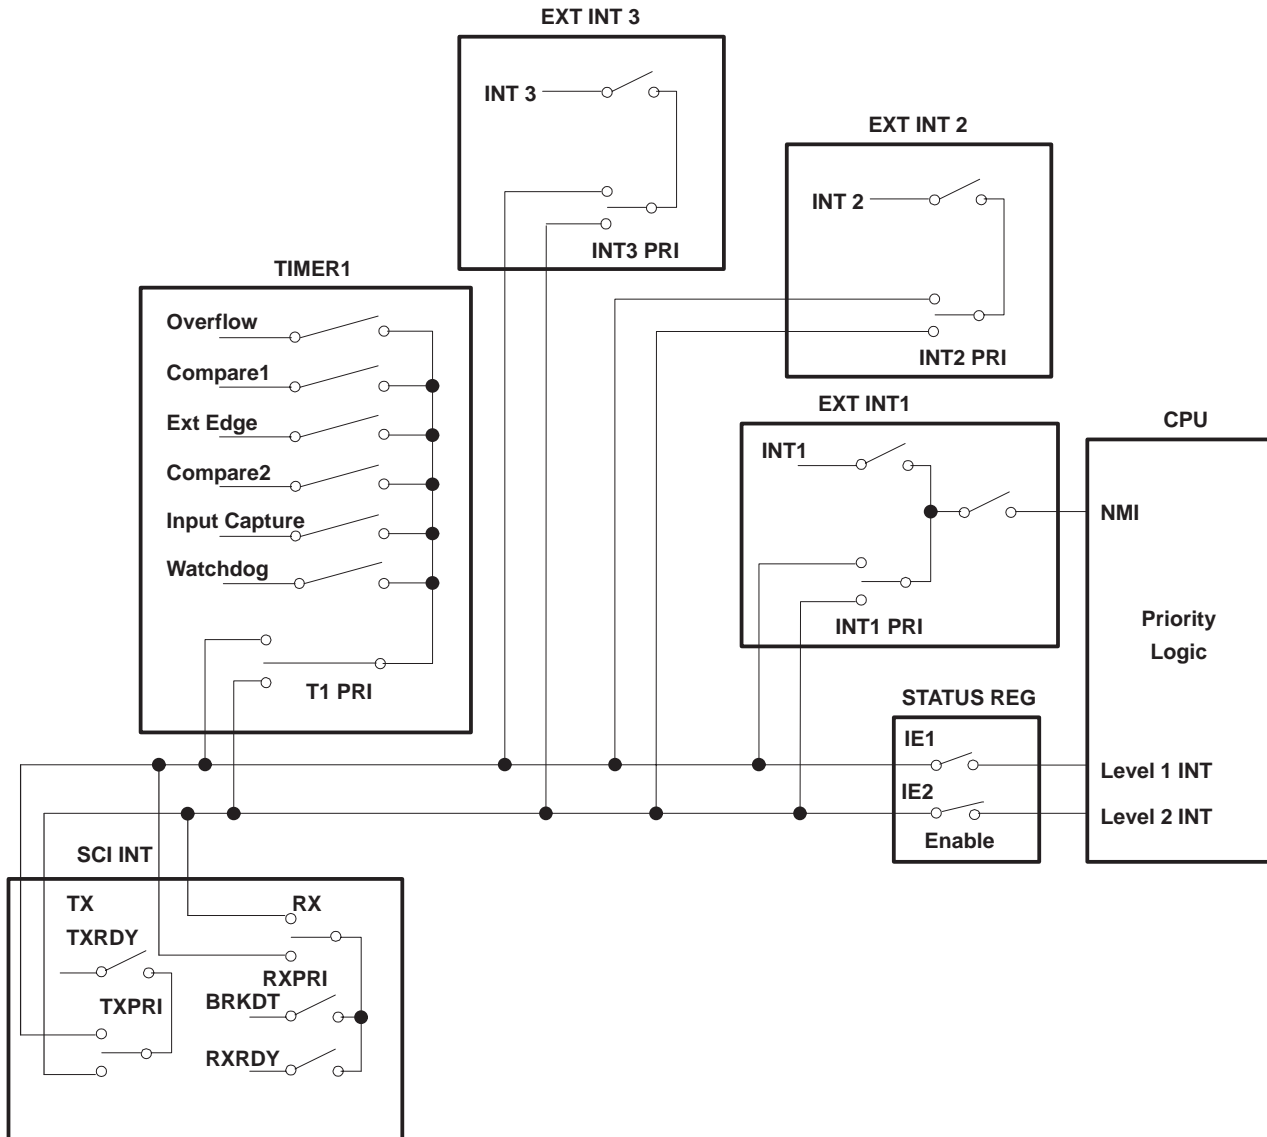 EXT INT 3
INT 3
INT3 PRI
EXT INT 2
INT 2
INT2 PRI
TIMER1
Overflow
Compare1
Ext Edge
Compare2
Input Capture
Watchdog
T1 PRI
EXT INT1
INT1
INT1 PRI
CPU
NMI
Priority
Logic
Level 1 INT
Level 2 INT
STATUS REG
IE1
IE2
Enable
SCI INT
TX
TXRDY
TXPRI
RX
RXPRI
BRKDT
RXRDY